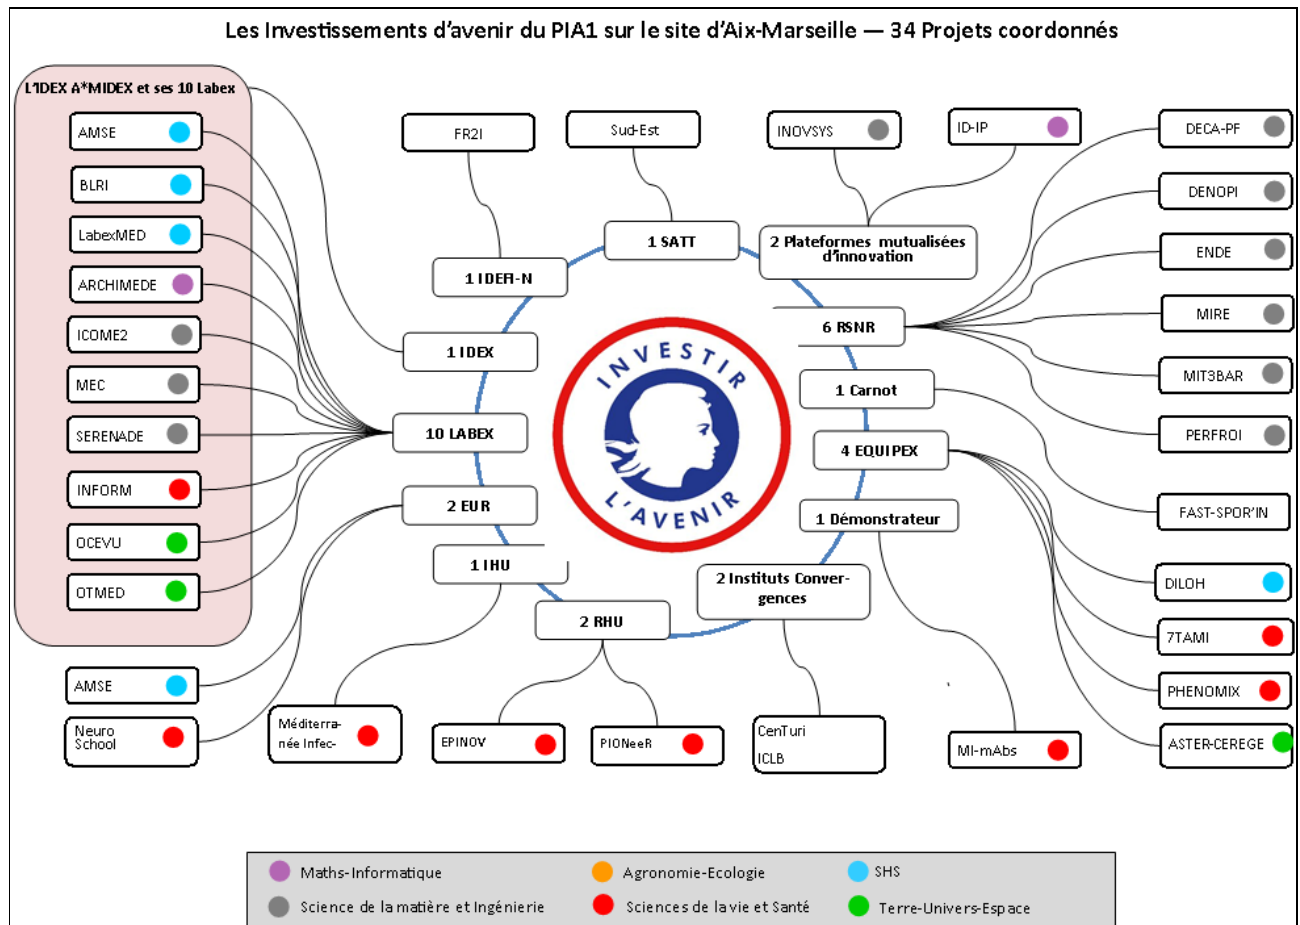 Les Investissements d'avenir du PIA1 sur le site d'Aix-Marseille — 34 Projets coordonnés
L'IDEX A*MIDEX et ses 10 Labex
AMSE
BLRI
LabexMED
ARCHIMEDE
ICOME2
MEC
SERENADE
INFORM
OCEVU
OTMED
AMSE
Neuro
School
FR2I
Sud-Est
INOVSYS
ID-IP
1 SATT
2 Plateformes mutualisées
d'innovation
1 IDEFI-N
1 IDEX
10 LABEX
2 EUR
1 IHU
2 RHU
6 RSNR
1 Carnot
4 EQUIPEX
1 Démonstrateur
2 Instituts Conver-
gences
INVESTIR
L'AVENIR
DECA-PF
DENOPI
ENDE
MIRE
MIT3BAR
PERFROI
FAST-SPOR'IN
DILOH
7TAMI
PHENOMIX
ASTER-CEREGE
Méditerra-
née Infec-
EPINOV
PIONeeR
CenTuri
ICLB
MI-mAbs
Maths-Informatique
Agronomie-Ecologie
SHS
Science de la matière et Ingénierie
Sciences de la vie et Santé
Terre-Univers-Espace